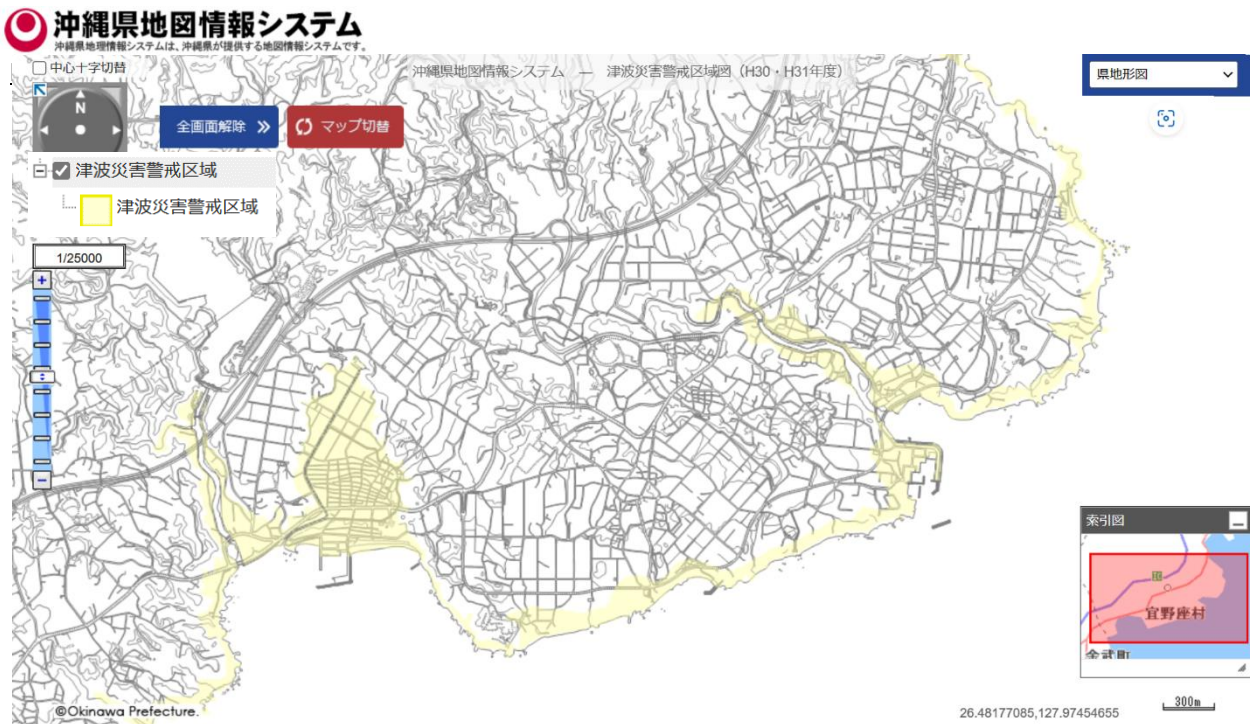 沖縄県地図情報システム
沖縄県地理情報システムは、沖縄県が提供する地図情報システムです。
中心十字切替
沖縄県地図情報システム ― 津波災害警戒区域図（H30・H31年度）
県地形図
N
全画面解除
マップ切替
津波災害警戒区域
津波災害警戒区域
1/25000
+
−
索引図
宜野座村
金武町
©Okinawa Prefecture.
26.48177085,127.97454655
300m